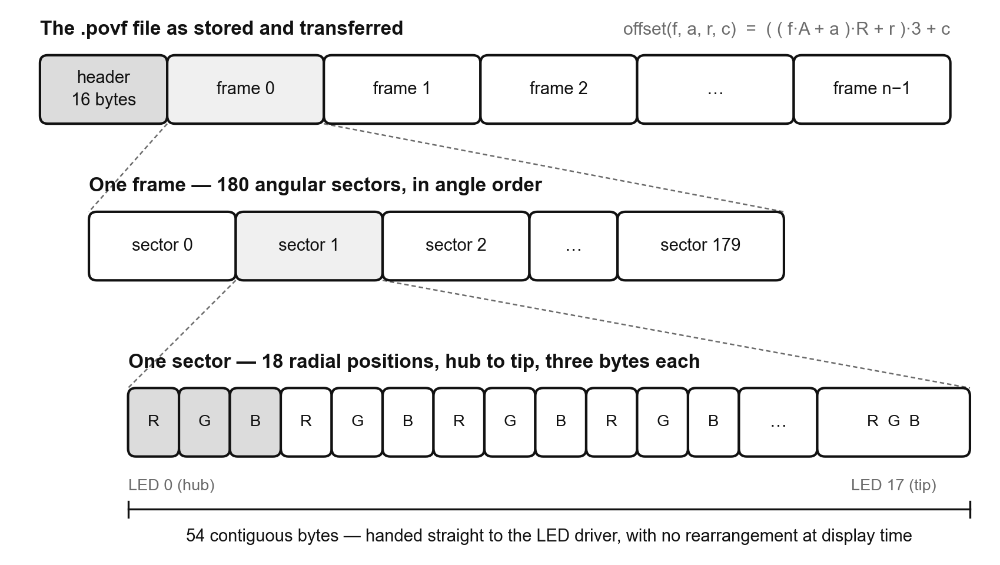 The .povf file as stored and transferred
offset(f, a, r, c) = ( ( f·A + a )·R + r )·3 + c
header
16 bytes
frame 0
frame 1
frame 2
…
frame n−1
One frame — 180 angular sectors, in angle order
sector 0
sector 1
sector 2
…
sector 179
One sector — 18 radial positions, hub to tip, three bytes each
R
G
B
R
G
B
R
G
B
R
G
B
…
R G B
LED 0 (hub)
LED 17 (tip)
54 contiguous bytes — handed straight to the LED driver, with no rearrangement at display time